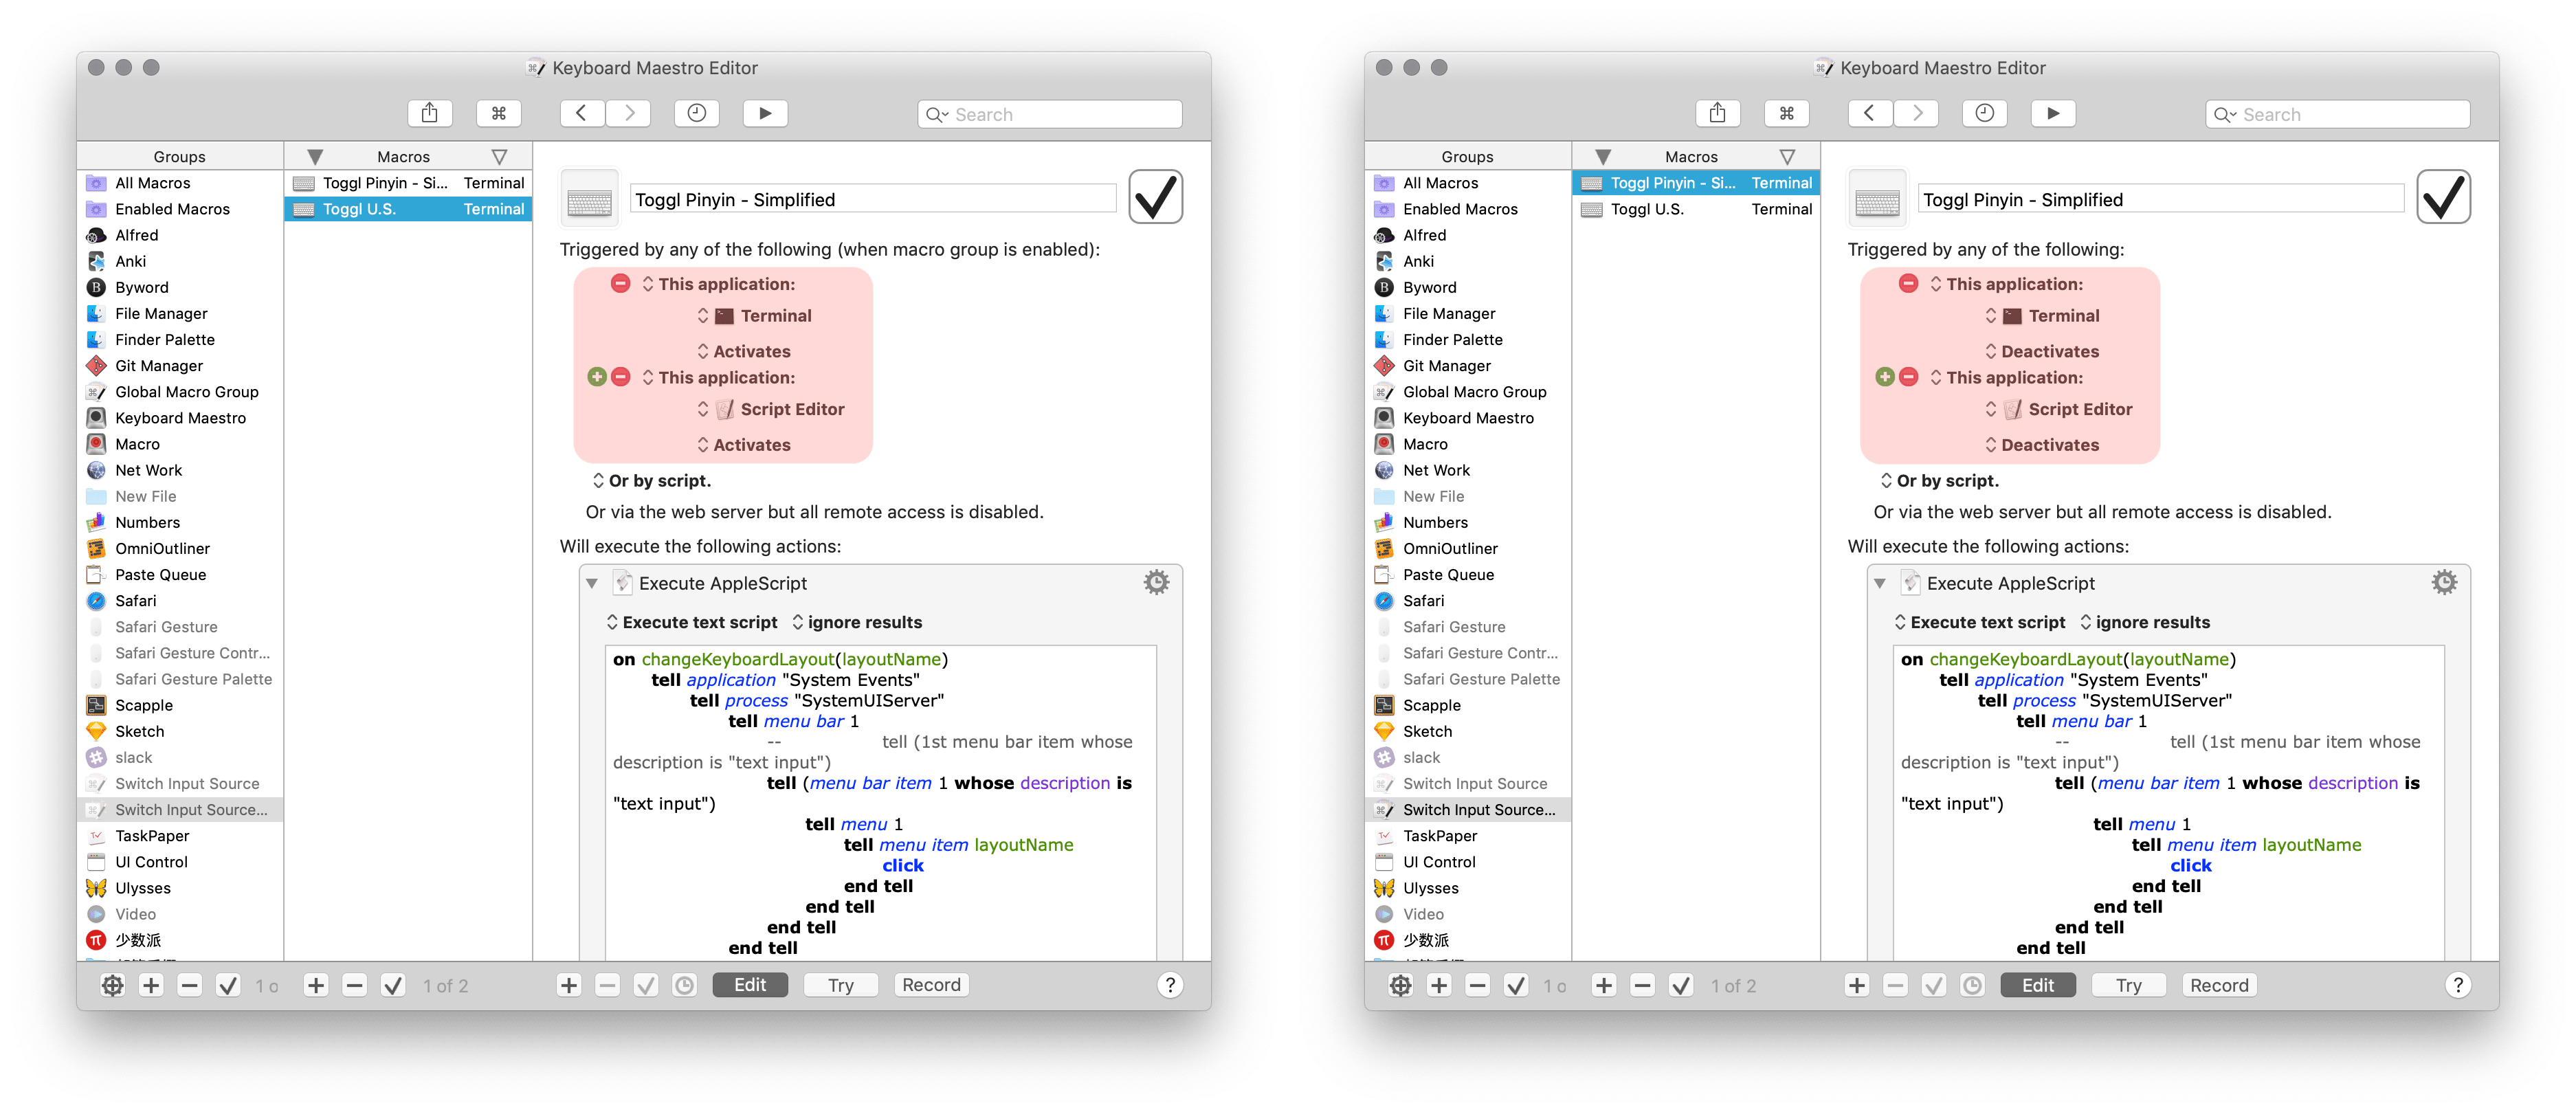 Keyboard Maestro Editor
Search
Groups
Macros
All Macros
Enabled Macros
Alfred
Anki
Byword
File Manager
Finder Palette
Git Manager
Global Macro Group
Keyboard Maestro
Macro
Net Work
New File
Numbers
OmniOutliner
Paste Queue
Safari
Safari Gesture
Safari Gesture Contr...
Safari Gesture Palette
Scapple
Sketch
slack
Switch Input Source
Switch Input Source...
TaskPaper
UI Control
Ulysses
Video
少数派
Toggl Pinyin - Si... Terminal
Toggl U.S. Terminal
Toggl Pinyin - Simplified
Triggered by any of the following (when macro group is enabled):
This application:
Terminal
Activates
This application:
Script Editor
Activates
Or by script.
Or via the web server but all remote access is disabled.
Will execute the following actions:
Execute AppleScript
Execute text script ignore results
on changeKeyboardLayout(layoutName)
tell application "System Events"
tell process "SystemUIServer"
tell menu bar 1
-- tell (1st menu bar item whose
description is "text input")
tell (menu bar item 1 whose description is
"text input")
tell menu 1
tell menu item layoutName
click
end tell
end tell
end tell
end tell
1 o
1 of 2
Edit Try Record ?
Keyboard Maestro Editor
Search
Groups
Macros
All Macros
Enabled Macros
Alfred
Anki
Byword
File Manager
Finder Palette
Git Manager
Global Macro Group
Keyboard Maestro
Macro
Net Work
New File
Numbers
OmniOutliner
Paste Queue
Safari
Safari Gesture
Safari Gesture Contr...
Safari Gesture Palette
Scapple
Sketch
slack
Switch Input Source
Switch Input Source...
TaskPaper
UI Control
Ulysses
Video
少数派
Toggl Pinyin - Si... Terminal
Toggl U.S. Terminal
Toggl Pinyin - Simplified
Triggered by any of the following:
This application:
Terminal
Deactivates
This application:
Script Editor
Deactivates
Or by script.
Or via the web server but all remote access is disabled.
Will execute the following actions:
Execute AppleScript
Execute text script ignore results
on changeKeyboardLayout(layoutName)
tell application "System Events"
tell process "SystemUIServer"
tell menu bar 1
-- tell (1st menu bar item whose
description is "text input")
tell (menu bar item 1 whose description is
"text input")
tell menu 1
tell menu item layoutName
click
end tell
end tell
end tell
end tell
1 o
1 of 2
Edit Try Record ?